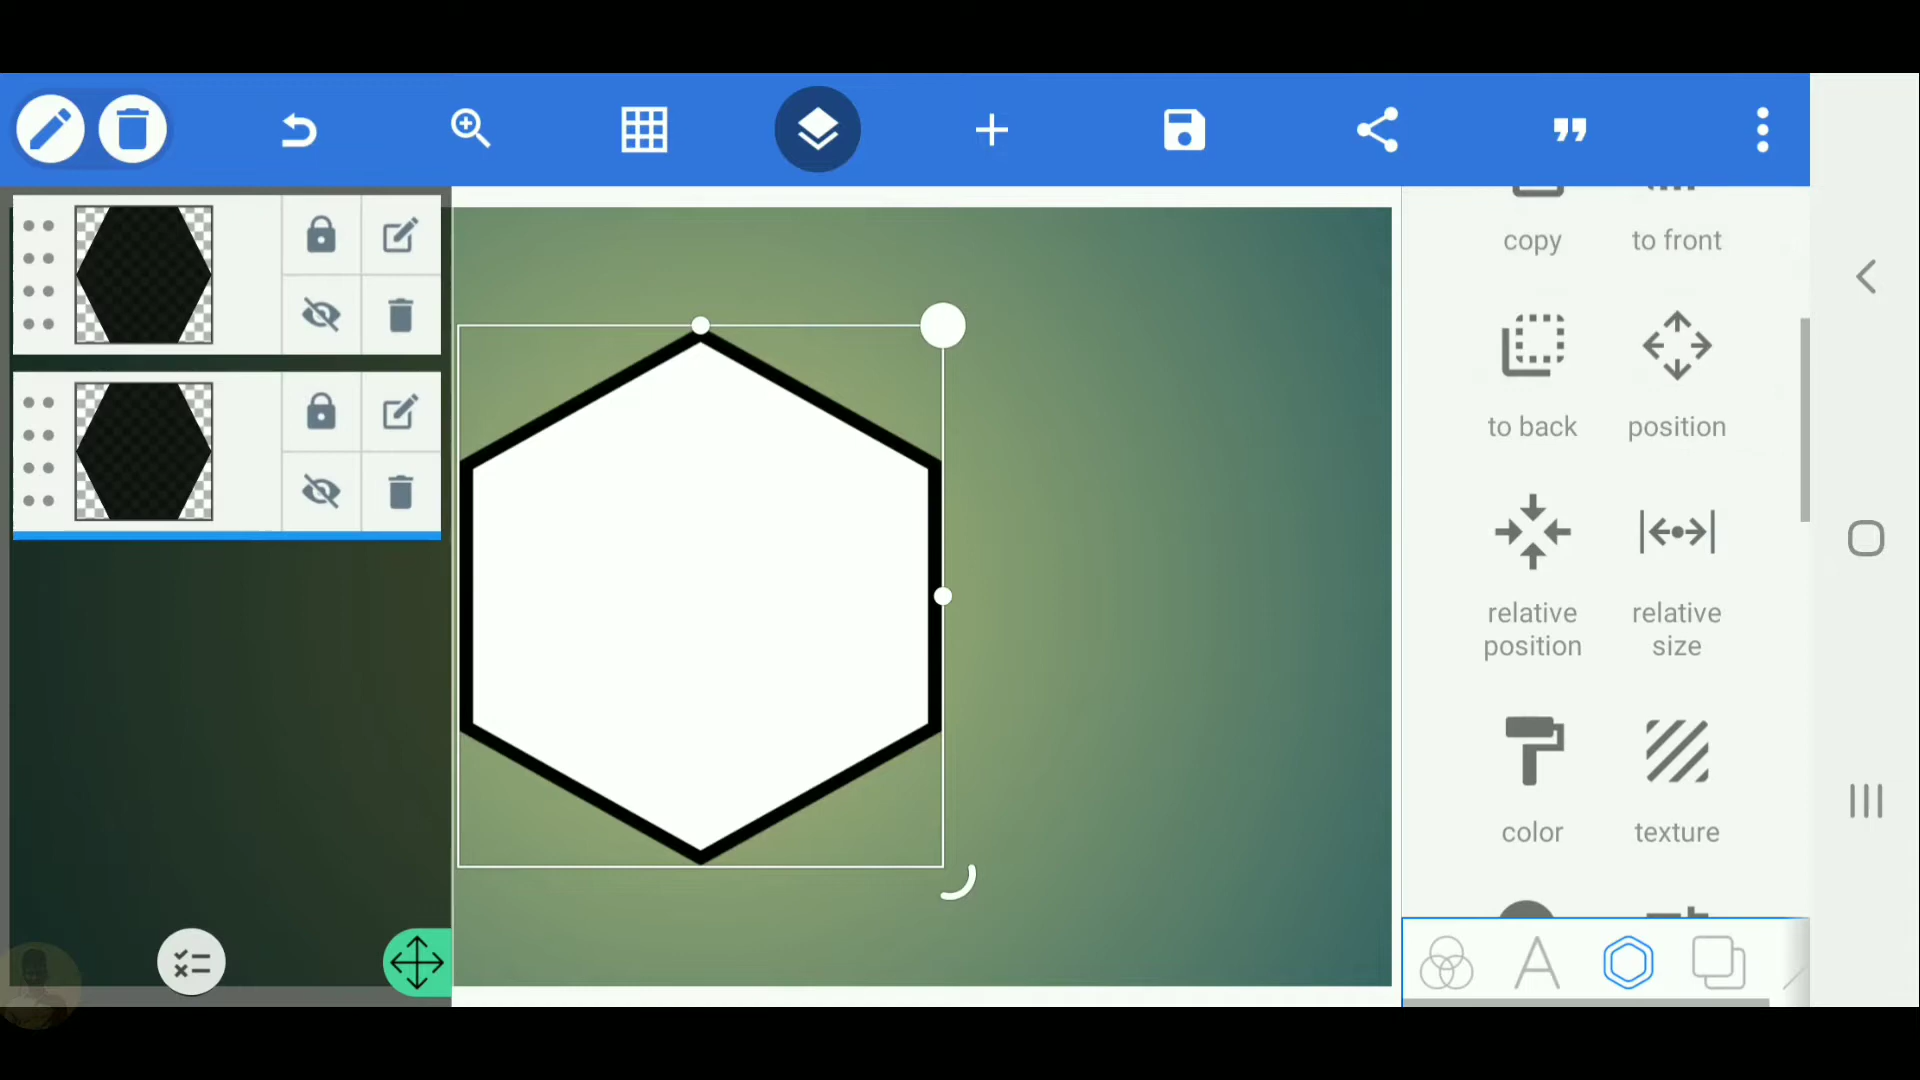 copy
to front
to back
position
relative
position
relative
size
color
texture